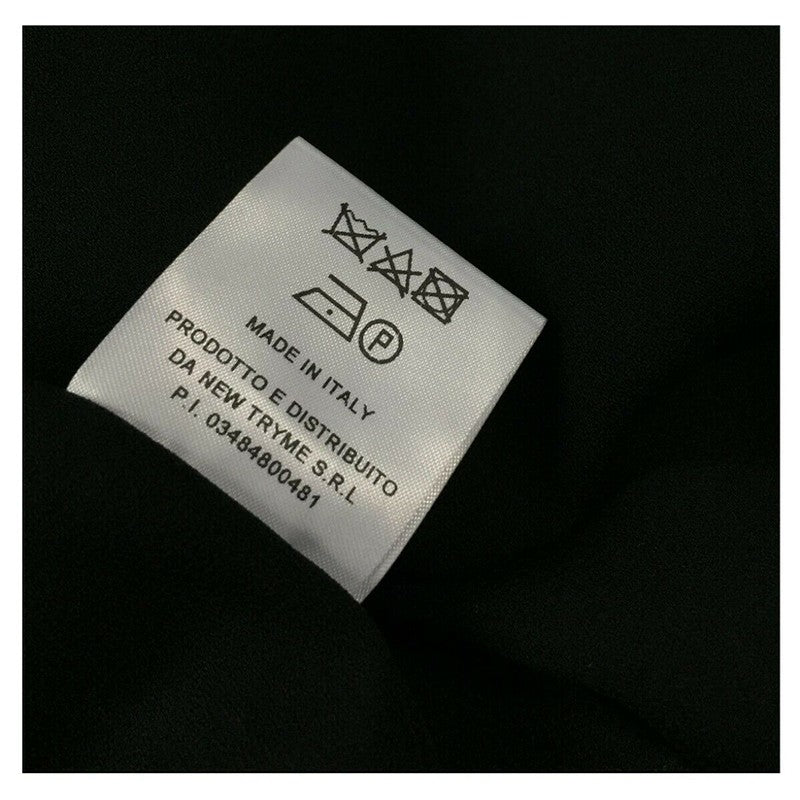 P
MADE IN ITALY
PRODOTTO E DISTRIBUITO
DA NEW TRYME S.R.L
P.I. 03484800481